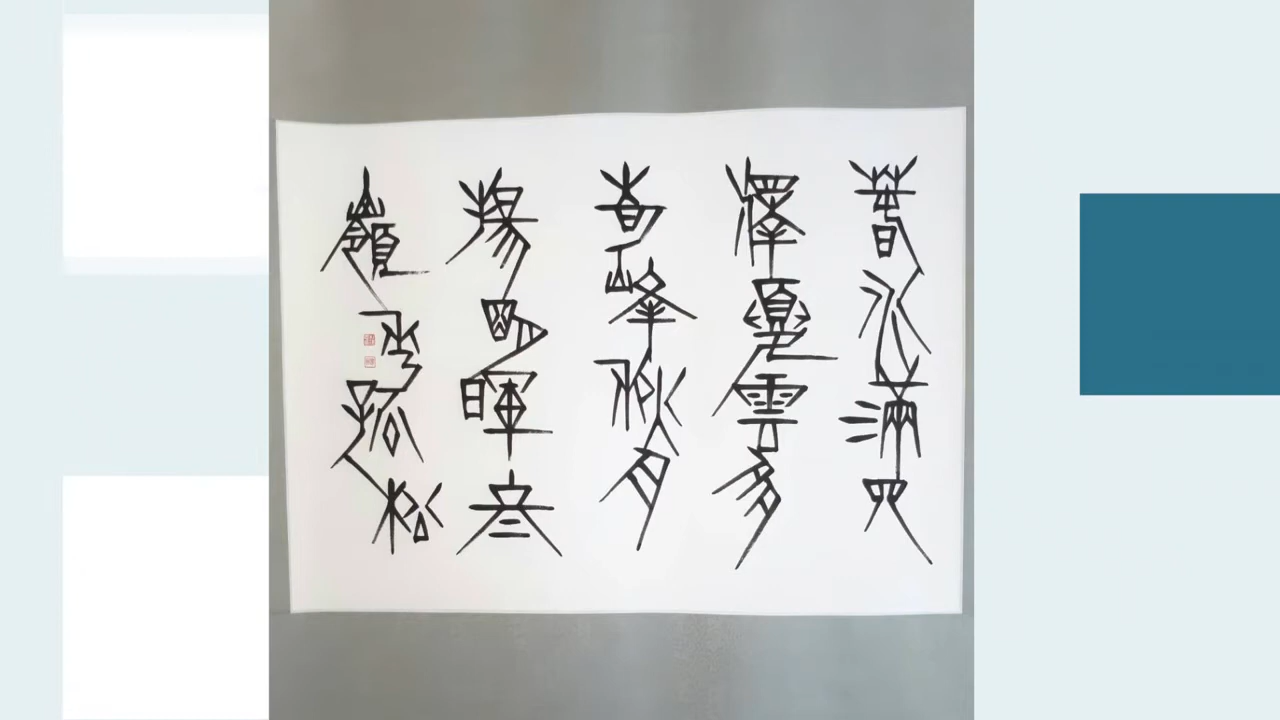 春水滿四
澤夏雲多
奇峰秋月
揚明暉冬
嶺秀孤松